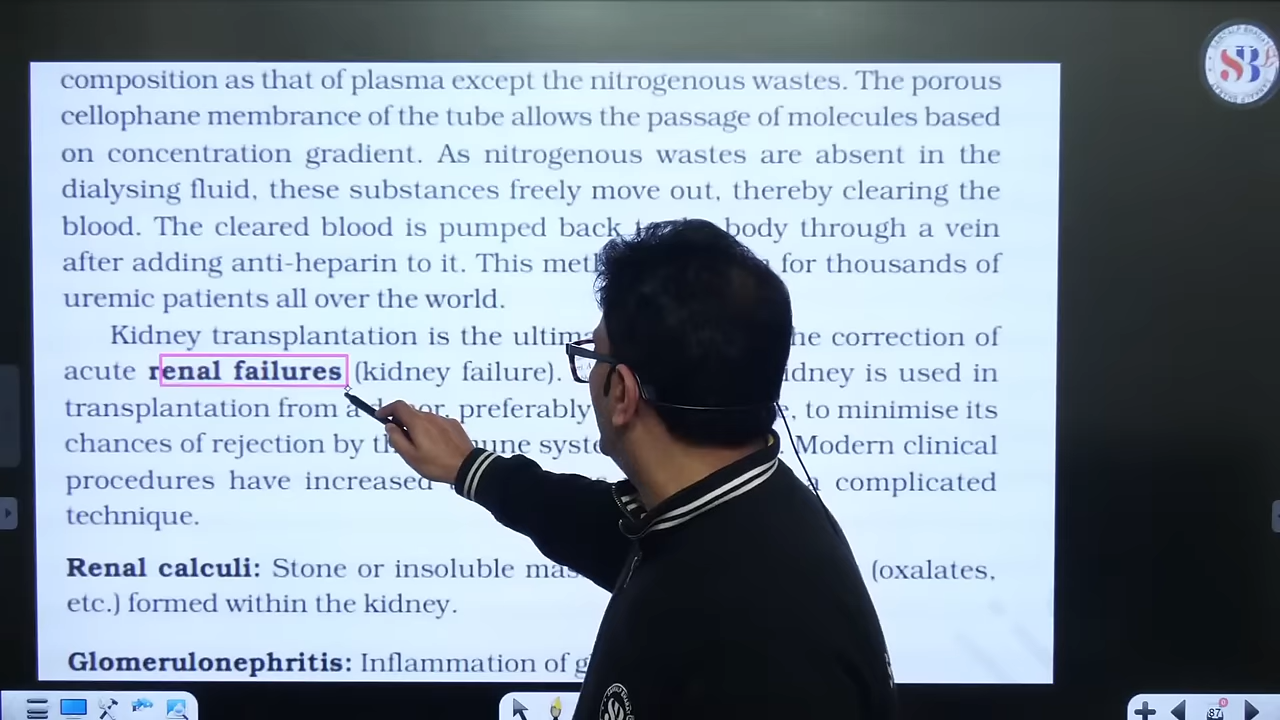 composition as that of plasma except the nitrogenous wastes. The porous
cellophane membrance of the tube allows the passage of molecules based
on concentration gradient. As nitrogenous wastes are absent in the
dialysing fluid, these substances freely move out, thereby clearing the
blood. The cleared blood is pumped back body through a vein
after adding anti-heparin to it. This for thousands of
uremic patients all over the world.
Kidney transplantation is the correction of
acute renal failures (kidney failure). is used in
transplantation from a preferably to minimise its
chances of rejection by Modern clinical
procedures have increased a complicated
technique.
Renal calculi: Stone or insoluble (oxalates,
etc.) formed within the kidney.
Glomerulonephritis: Inflammation of
SB
87